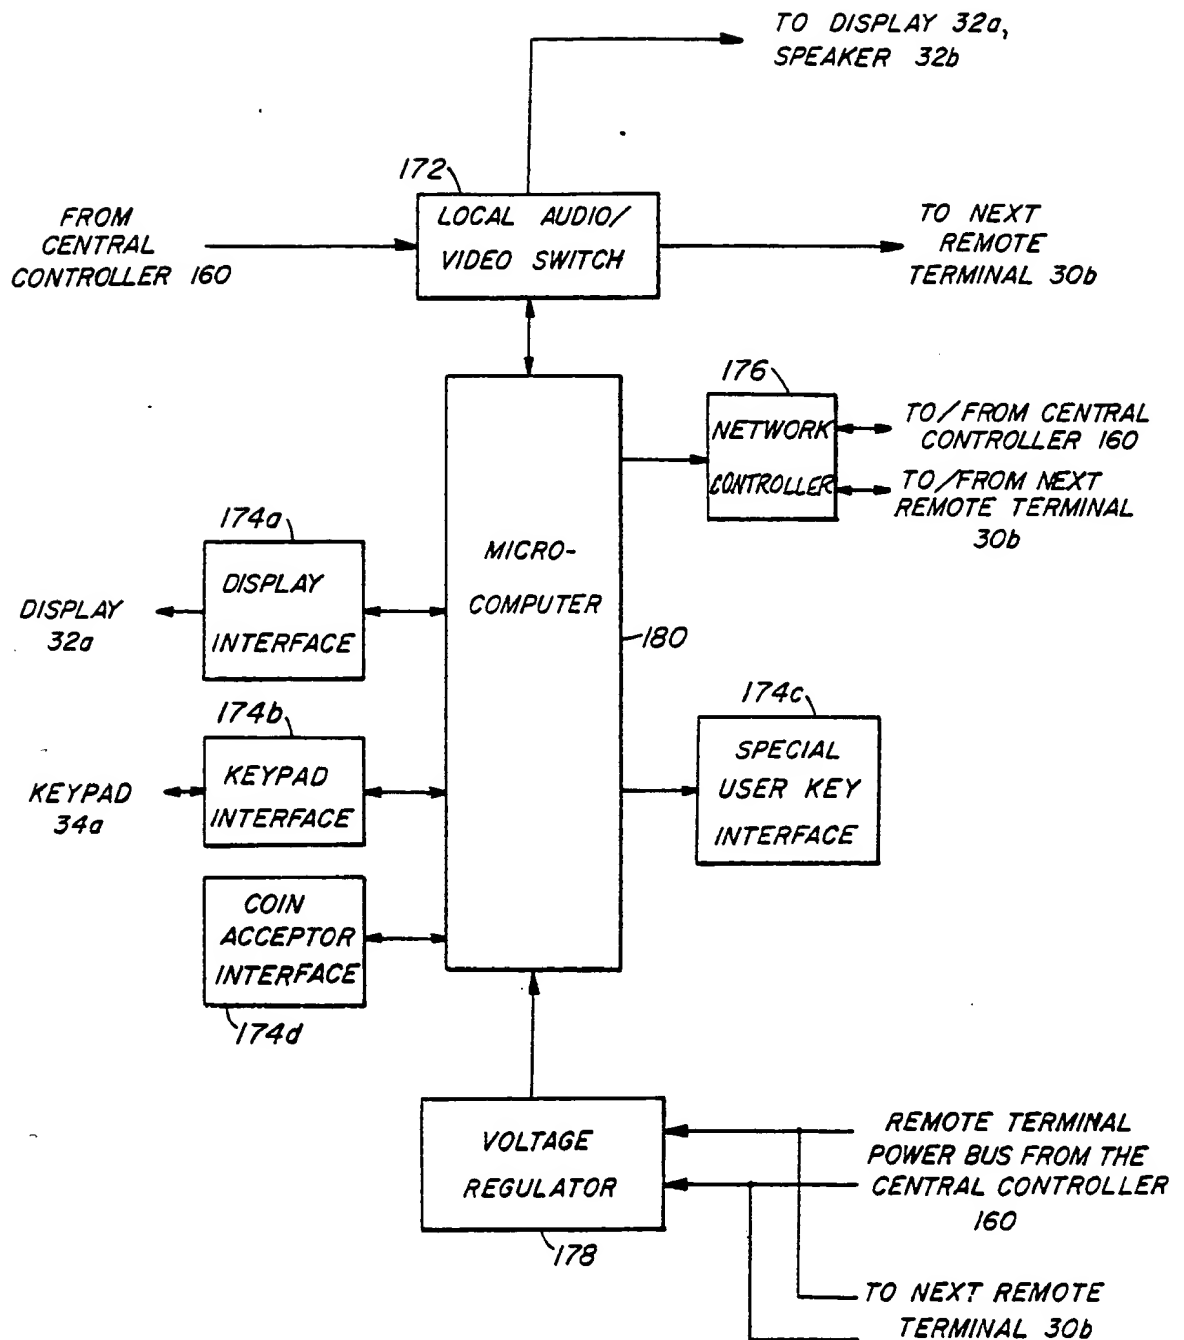 TO DISPLAY 32a,
SPEAKER 32b
172
LOCAL AUDIO/
VIDEO SWITCH
FROM
CENTRAL
CONTROLLER 160
TO NEXT
REMOTE
TERMINAL 30b
176
NETWORK
CONTROLLER
TO/FROM CENTRAL
CONTROLLER 160
TO/FROM NEXT
REMOTE TERMINAL
30b
MICRO-
COMPUTER
180
174a
DISPLAY
INTERFACE
DISPLAY
32a
174b
KEYPAD
INTERFACE
KEYPAD
34a
174c
SPECIAL
USER KEY
INTERFACE
COIN
ACCEPTOR
INTERFACE
174d
VOLTAGE
REGULATOR
178
REMOTE TERMINAL
POWER BUS FROM THE
CENTRAL CONTROLLER
160
TO NEXT REMOTE
TERMINAL 30b